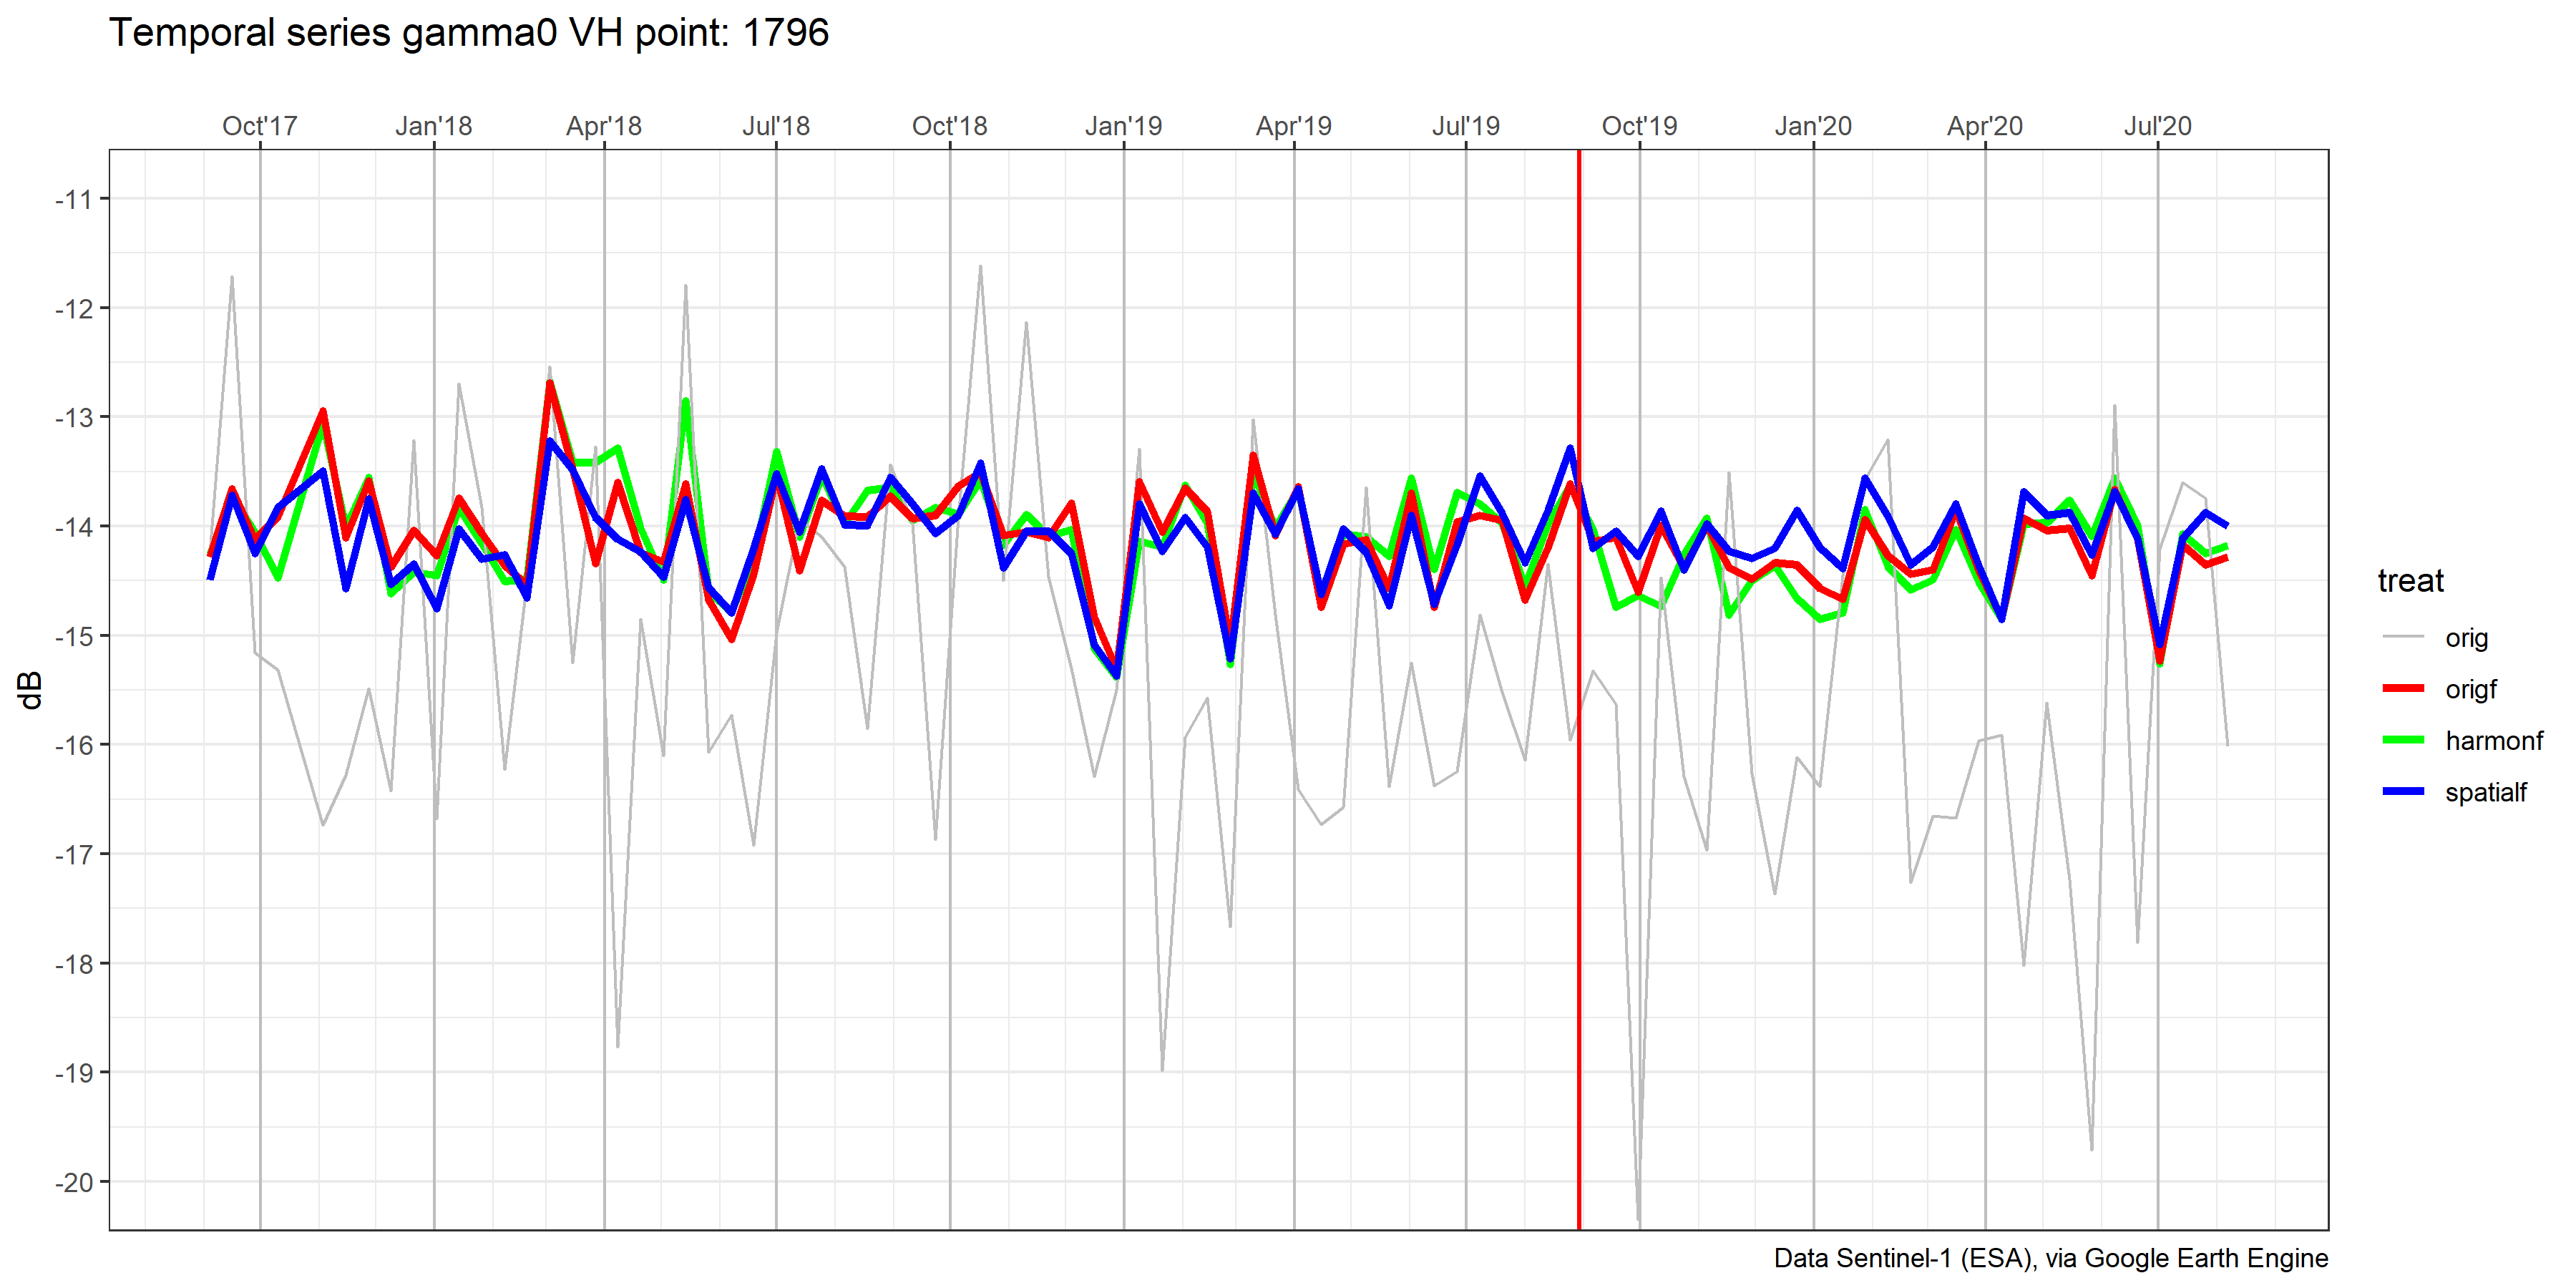 Temporal series gamma0 VH point: 1796
Oct'17 Jan'18 Apr'18 Jul'18 Oct'18 Jan'19 Apr'19 Jul'19 Oct'19 Jan'20 Apr'20 Jul'20
-11
-12
-13
-14
-15
-16
-17
-18
-19
-20
dB
treat
orig
origf
harmonf
spatialf
Data Sentinel-1 (ESA), via Google Earth Engine